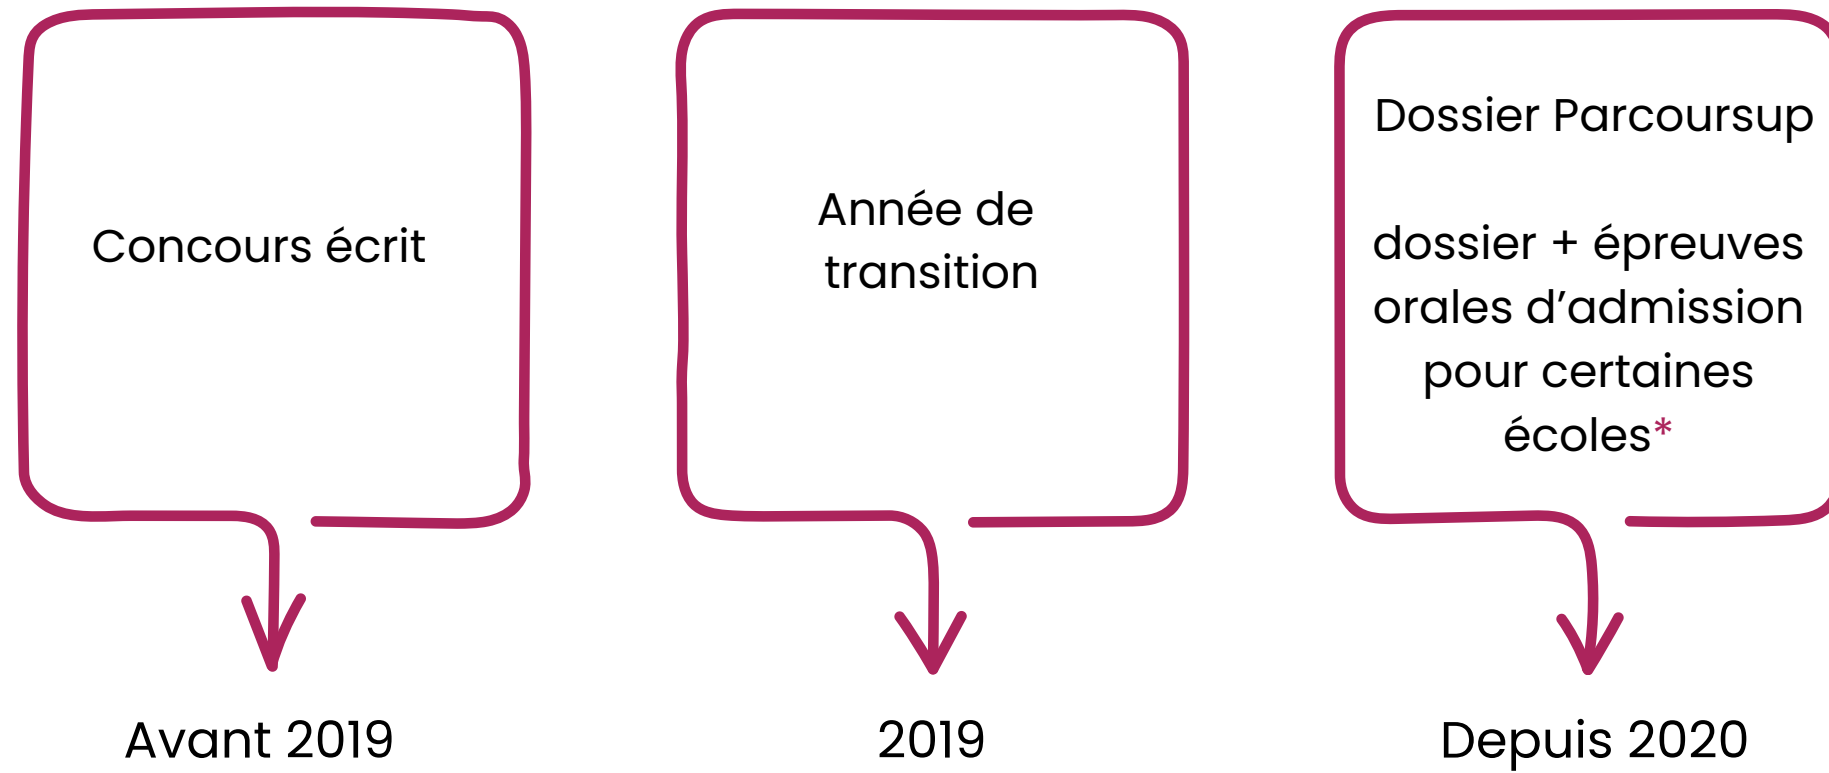 Concours écrit
Avant 2019
Année de
transition
2019
Dossier Parcoursup
dossier + épreuves
orales d’admission
pour certaines
écoles*
Depuis 2020